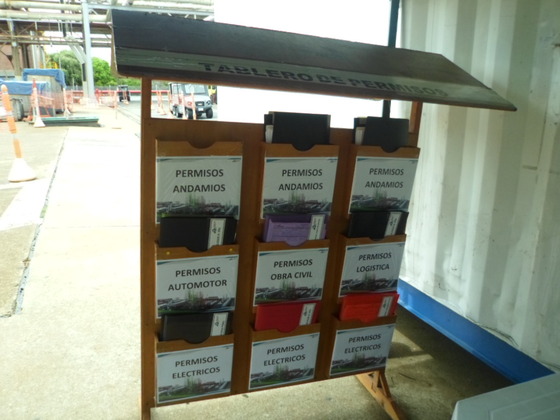 TABLERO DE PERMISOS
PERMISOS
ANDAMIOS
PERMISOS
ANDAMIOS
PERMISOS
ANDAMIOS
PERMISOS
AUTOMOTOR
PERMISOS
OBRA CIVIL
PERMISOS
LOGISTICA
PERMISOS
ELECTRICOS
PERMISOS
ELECTRICOS
PERMISOS
ELECTRICOS